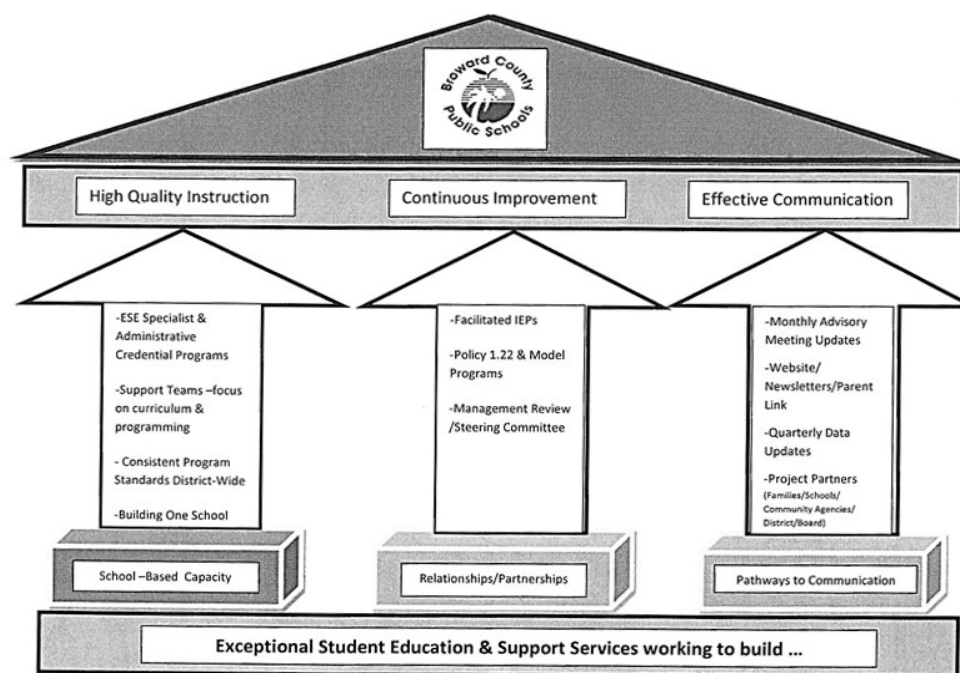 Broward County
Public Schools
High Quality Instruction
Continuous Improvement
Effective Communication
-ESE Specialist &
Administrative
Credential Programs
-Support Teams –focus
on curriculum &
programming
- Consistent Program
Standards District-Wide
-Building One School
-Facilitated IEPs
-Policy 1.22 & Model
Programs
-Management Review
/Steering Committee
-Monthly Advisory
Meeting Updates
-Website/
Newsletters/Parent
Link
-Quarterly Data
Updates
-Project Partners
(Families/Schools/
Community Agencies/
District/Board)
School –Based Capacity
Relationships/Partnerships
Pathways to Communication
Exceptional Student Education & Support Services working to build ...